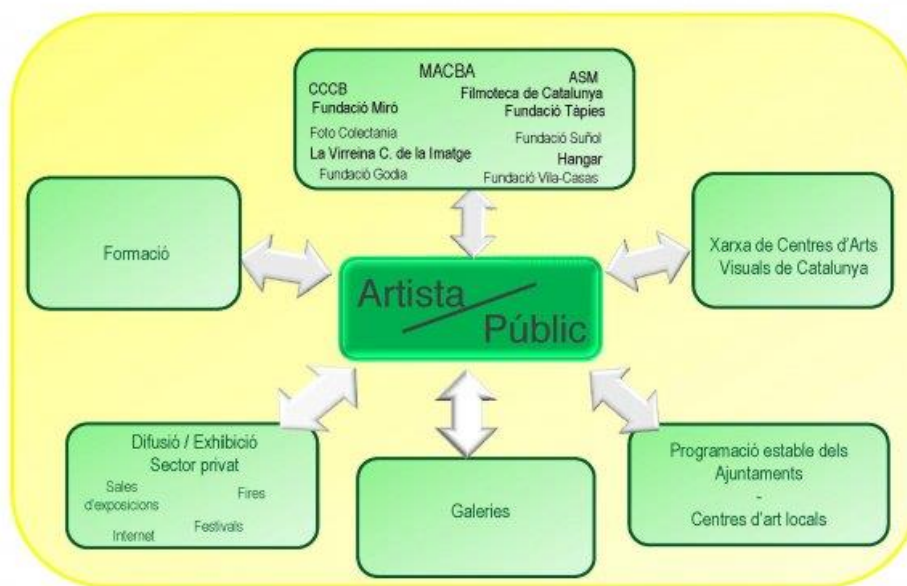 MACBA
CCCB
ASM
Filmoteca de Catalunya
Fundació Miró
Fundació Tàpies
Foto Colectania
Fundació Suñol
La Virreina C. de la Imatge
Hangar
Fundació Godia
Fundació Vila-Casas
Formació
Xarxa de Centres d'Arts
Visuals de Catalunya
Artista
Públic
Difusió / Exhibició
Sector privat
Sales
d'exposicions
Fires
Internet
Festivals
Galeries
Programació estable dels
Ajuntaments
-
Centres d'art locals